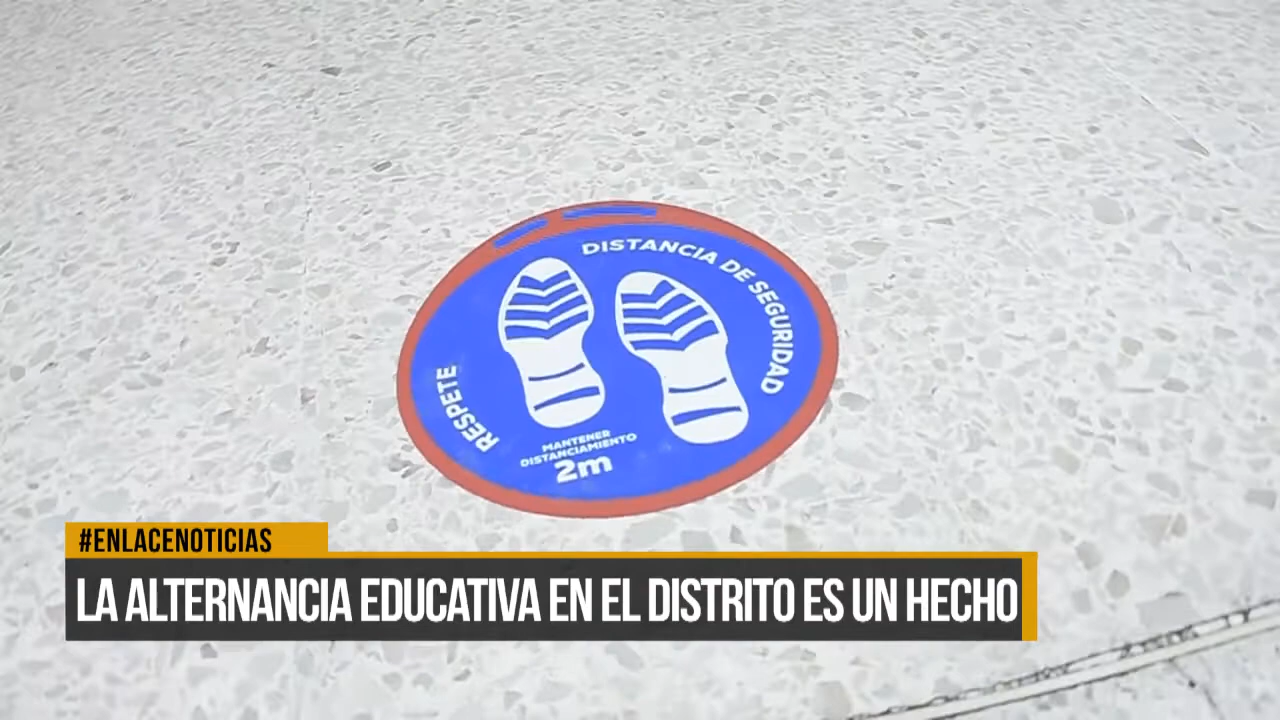 DISTANCIA DE SEGURIDAD
RESPETE
MANTENER
DISTANCIAMIENTO
2m
#ENLACENOTICIAS
LA ALTERNANCIA EDUCATIVA EN EL DISTRITO ES UN HECHO